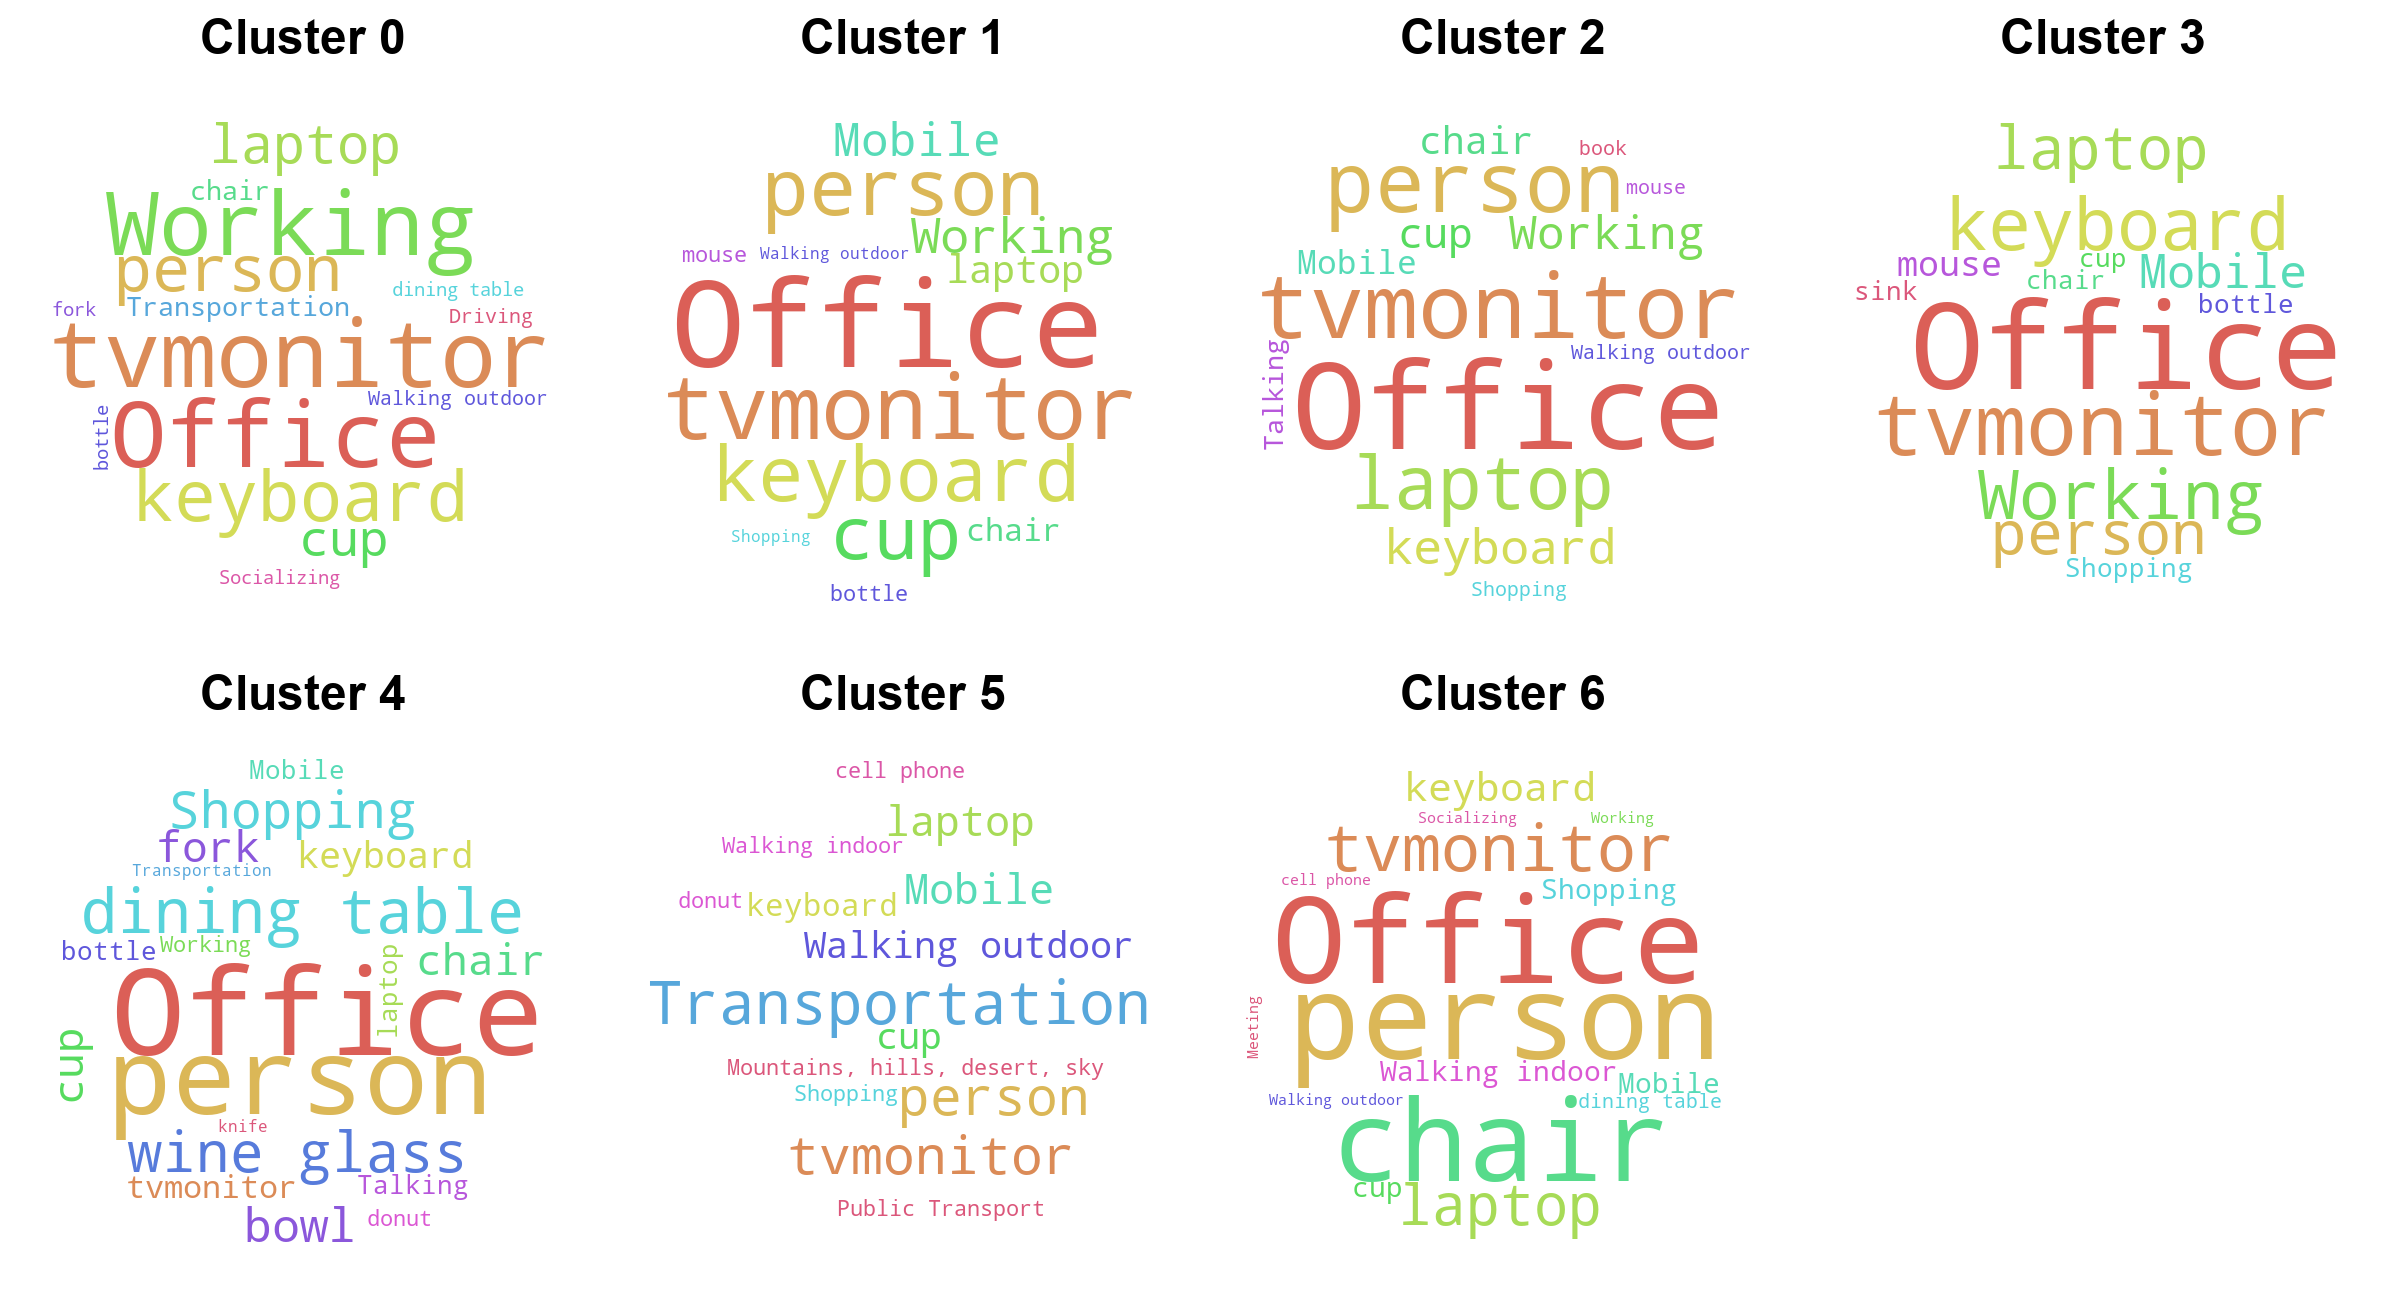 Cluster 0
laptop
chair
Working
person
dining table
Transportation
fork
Driving
tvmonitor
Walking outdoor
bottle
Office
keyboard
cup
Socializing
Cluster 1
Mobile
person
Working
mouse
Walking outdoor
laptop
Office
tvmonitor
keyboard
cup
chair
Shopping
bottle
Cluster 2
chair
book
person
mouse
cup
Working
Mobile
tvmonitor
Walking outdoor
Talking
Office
laptop
keyboard
Shopping
Cluster 3
laptop
keyboard
mouse
cup
Mobile
chair
sink
bottle
Office
tvmonitor
Working
person
Shopping
Cluster 4
Mobile
Shopping
fork
keyboard
Transportation
dining table
bottle
Working
chair
laptop
Office
cup
person
knife
wine glass
tvmonitor
Talking
bowl
donut
Cluster 5
cell phone
laptop
Walking indoor
Mobile
donut
keyboard
Walking outdoor
Transportation
cup
Mountains, hills, desert, sky
Shopping
person
tvmonitor
Public Transport
Cluster 6
keyboard
Socializing
Working
tvmonitor
cell phone
Shopping
Office
person
Meeting
Walking indoor
Mobile
Walking outdoor
dining table
chair
cup
laptop